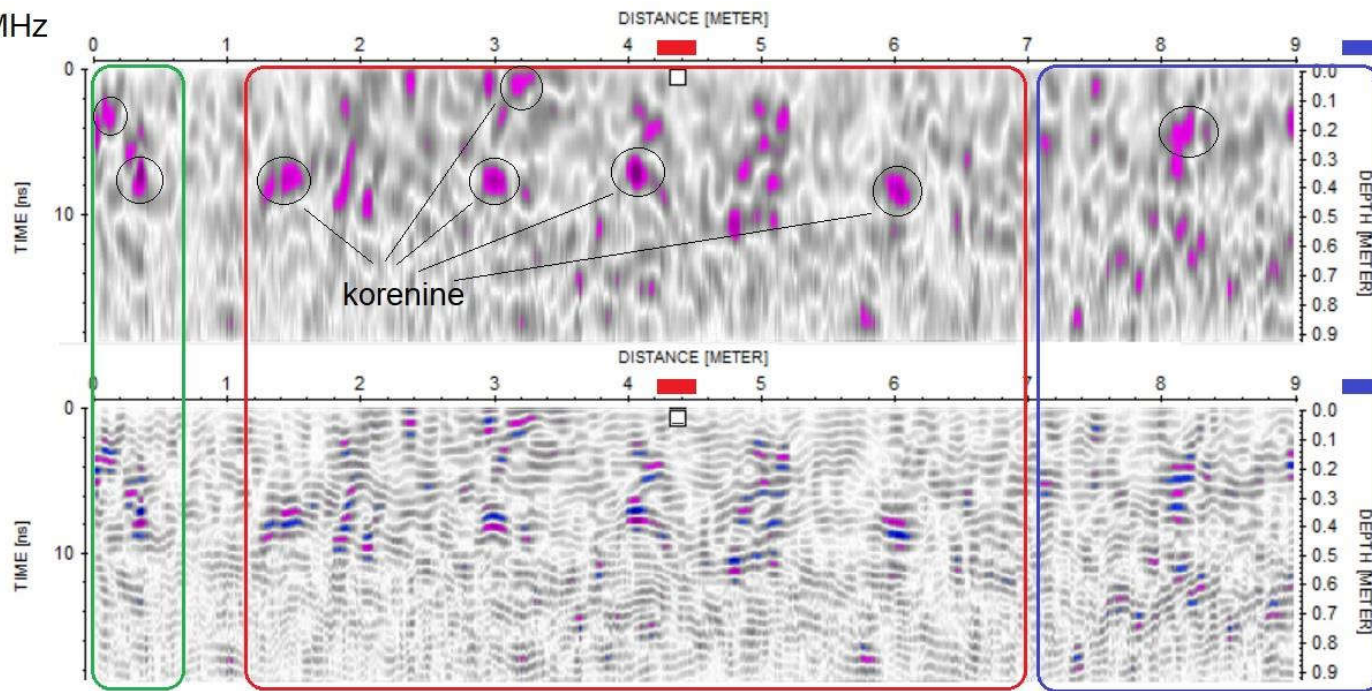 MHz
DISTANCE [METER]
0 1 2 3 4 5 6 7 8 9
0
10
TIME [ns]
0.0
0.1
0.2
0.3
0.4
0.5
0.6
0.7
0.8
0.9
DEPTH [METER]
korenine
DISTANCE [METER]
0 1 2 3 4 5 6 7 8 9
0
10
TIME [ns]
0.0
0.1
0.2
0.3
0.4
0.5
0.6
0.7
0.8
0.9
DEPTH [METER]